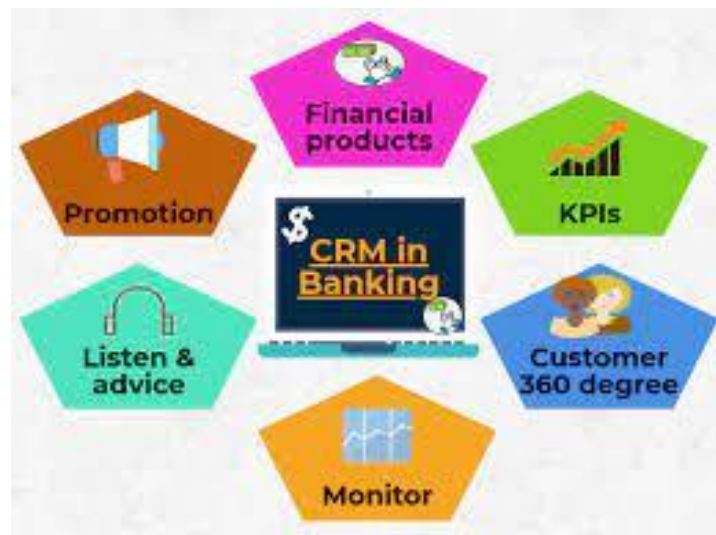 Financial
products
Promotion
KPIs
$
CRM in
Banking
Listen &
advice
Customer
360 degree
Monitor